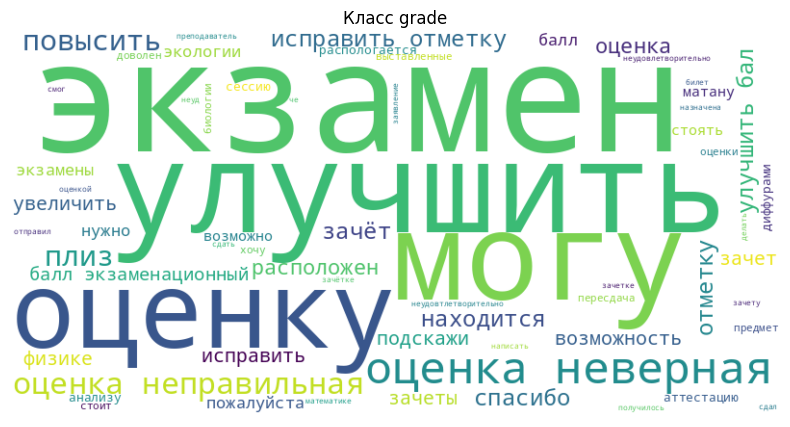 Класс grade
повысить
исправить отметку
балл
оценка
преподаватель
доволен
экологии
распологается
выставленные
неудовлетворительно
экзамен
смог
неуд
биологии
сессию
че
заявление
билет
матану
назначена
стоять
оценки
улучшить бал
экзамены
оценкой
улучшить
диффурами
увеличить
отправил
нужно
возможно
сдать
хочу
зачёт
могу
делать
плиз
балл экзаменационный
расположен
зачётке
отметку
зачет
оценку
находится
неудовтлетворительно
зачетке
пересдача
зачету
предмет
подскажи
написать
возможность
физике
исправить
оценка неверная
оценка неправильная
анализу
стоит
пожалуйста
математике
зачеты
спасибо
получилось
аттестацию
сдал